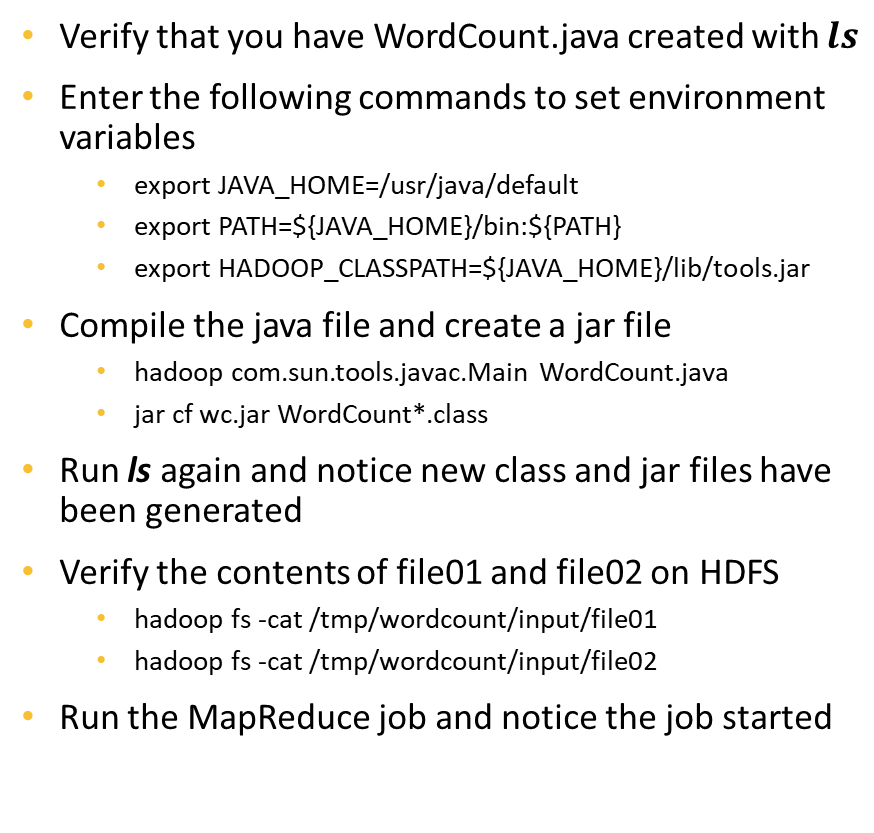 • Verify that you have WordCount.java created with ls
• Enter the following commands to set environment
variables
• export JAVA_HOME=/usr/java/default
• export PATH=${JAVA_HOME}/bin:${PATH}
• export HADOOP_CLASSPATH=${JAVA_HOME}/lib/tools.jar
• Compile the java file and create a jar file
• hadoop com.sun.tools.javac.Main WordCount.java
• jar cf wc.jar WordCount*.class
• Run ls again and notice new class and jar files have
been generated
• Verify the contents of file01 and file02 on HDFS
• hadoop fs -cat /tmp/wordcount/input/file01
• hadoop fs -cat /tmp/wordcount/input/file02
• Run the MapReduce job and notice the job started